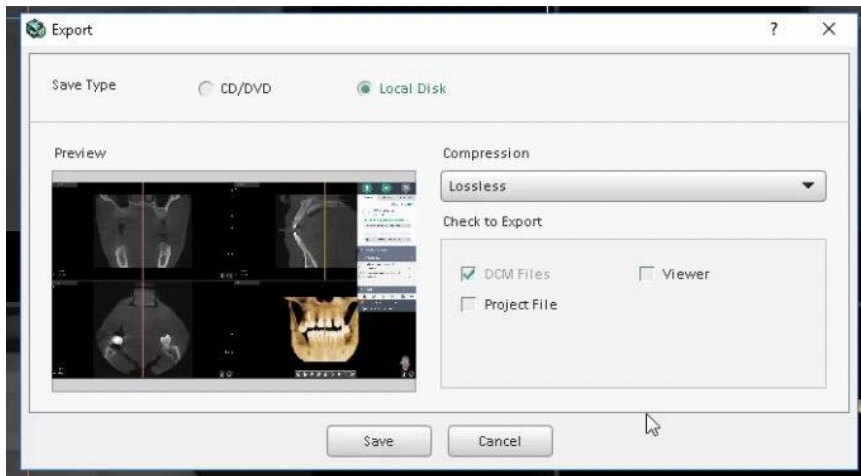 Export
Save Type
CD/DVD
Local Disk
Preview
Compression
Lossless
Check to Export
DCM Files
Viewer
Project File
Save
Cancel